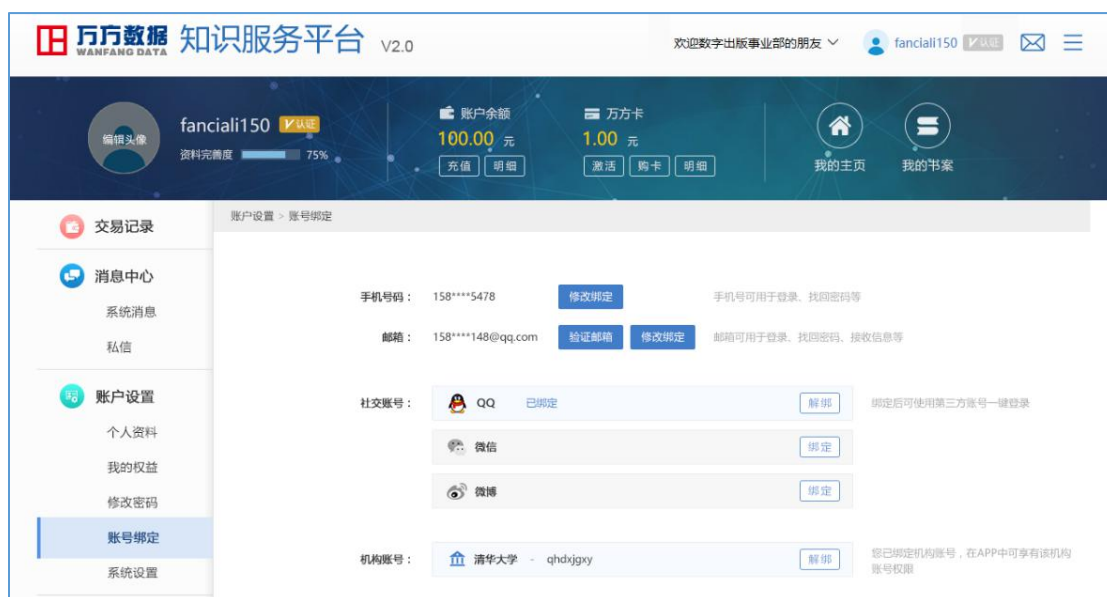 万方数据 知识服务平台 V2.0
WANFANG DATA
欢迎数字出版事业部的朋友 fanciali150 V认证
编辑头像
fanciali150 V认证
资料完善度 75%
账户余额
100.00 元
充值 明细
万方卡
1.00 元
激活 购卡 明细
我的主页 我的书案
交易记录
消息中心
系统消息
私信
账户设置
个人资料
我的权益
修改密码
账号绑定
系统设置
账户设置 > 账号绑定
手机号码: 158****5478 修改绑定 手机号可用于登录、找回密码等
邮箱: 158****148@qq.com 验证邮箱 修改绑定 邮箱可用于登录、找回密码、接收信息等
社交账号: QQ 已绑定 解绑 绑定后可使用第三方账号一键登录
微信 绑定
微博 绑定
机构账号: 清华大学 - qhdxjgxy 解绑 您已绑定机构账号,在APP中可享有该机构
账号权限